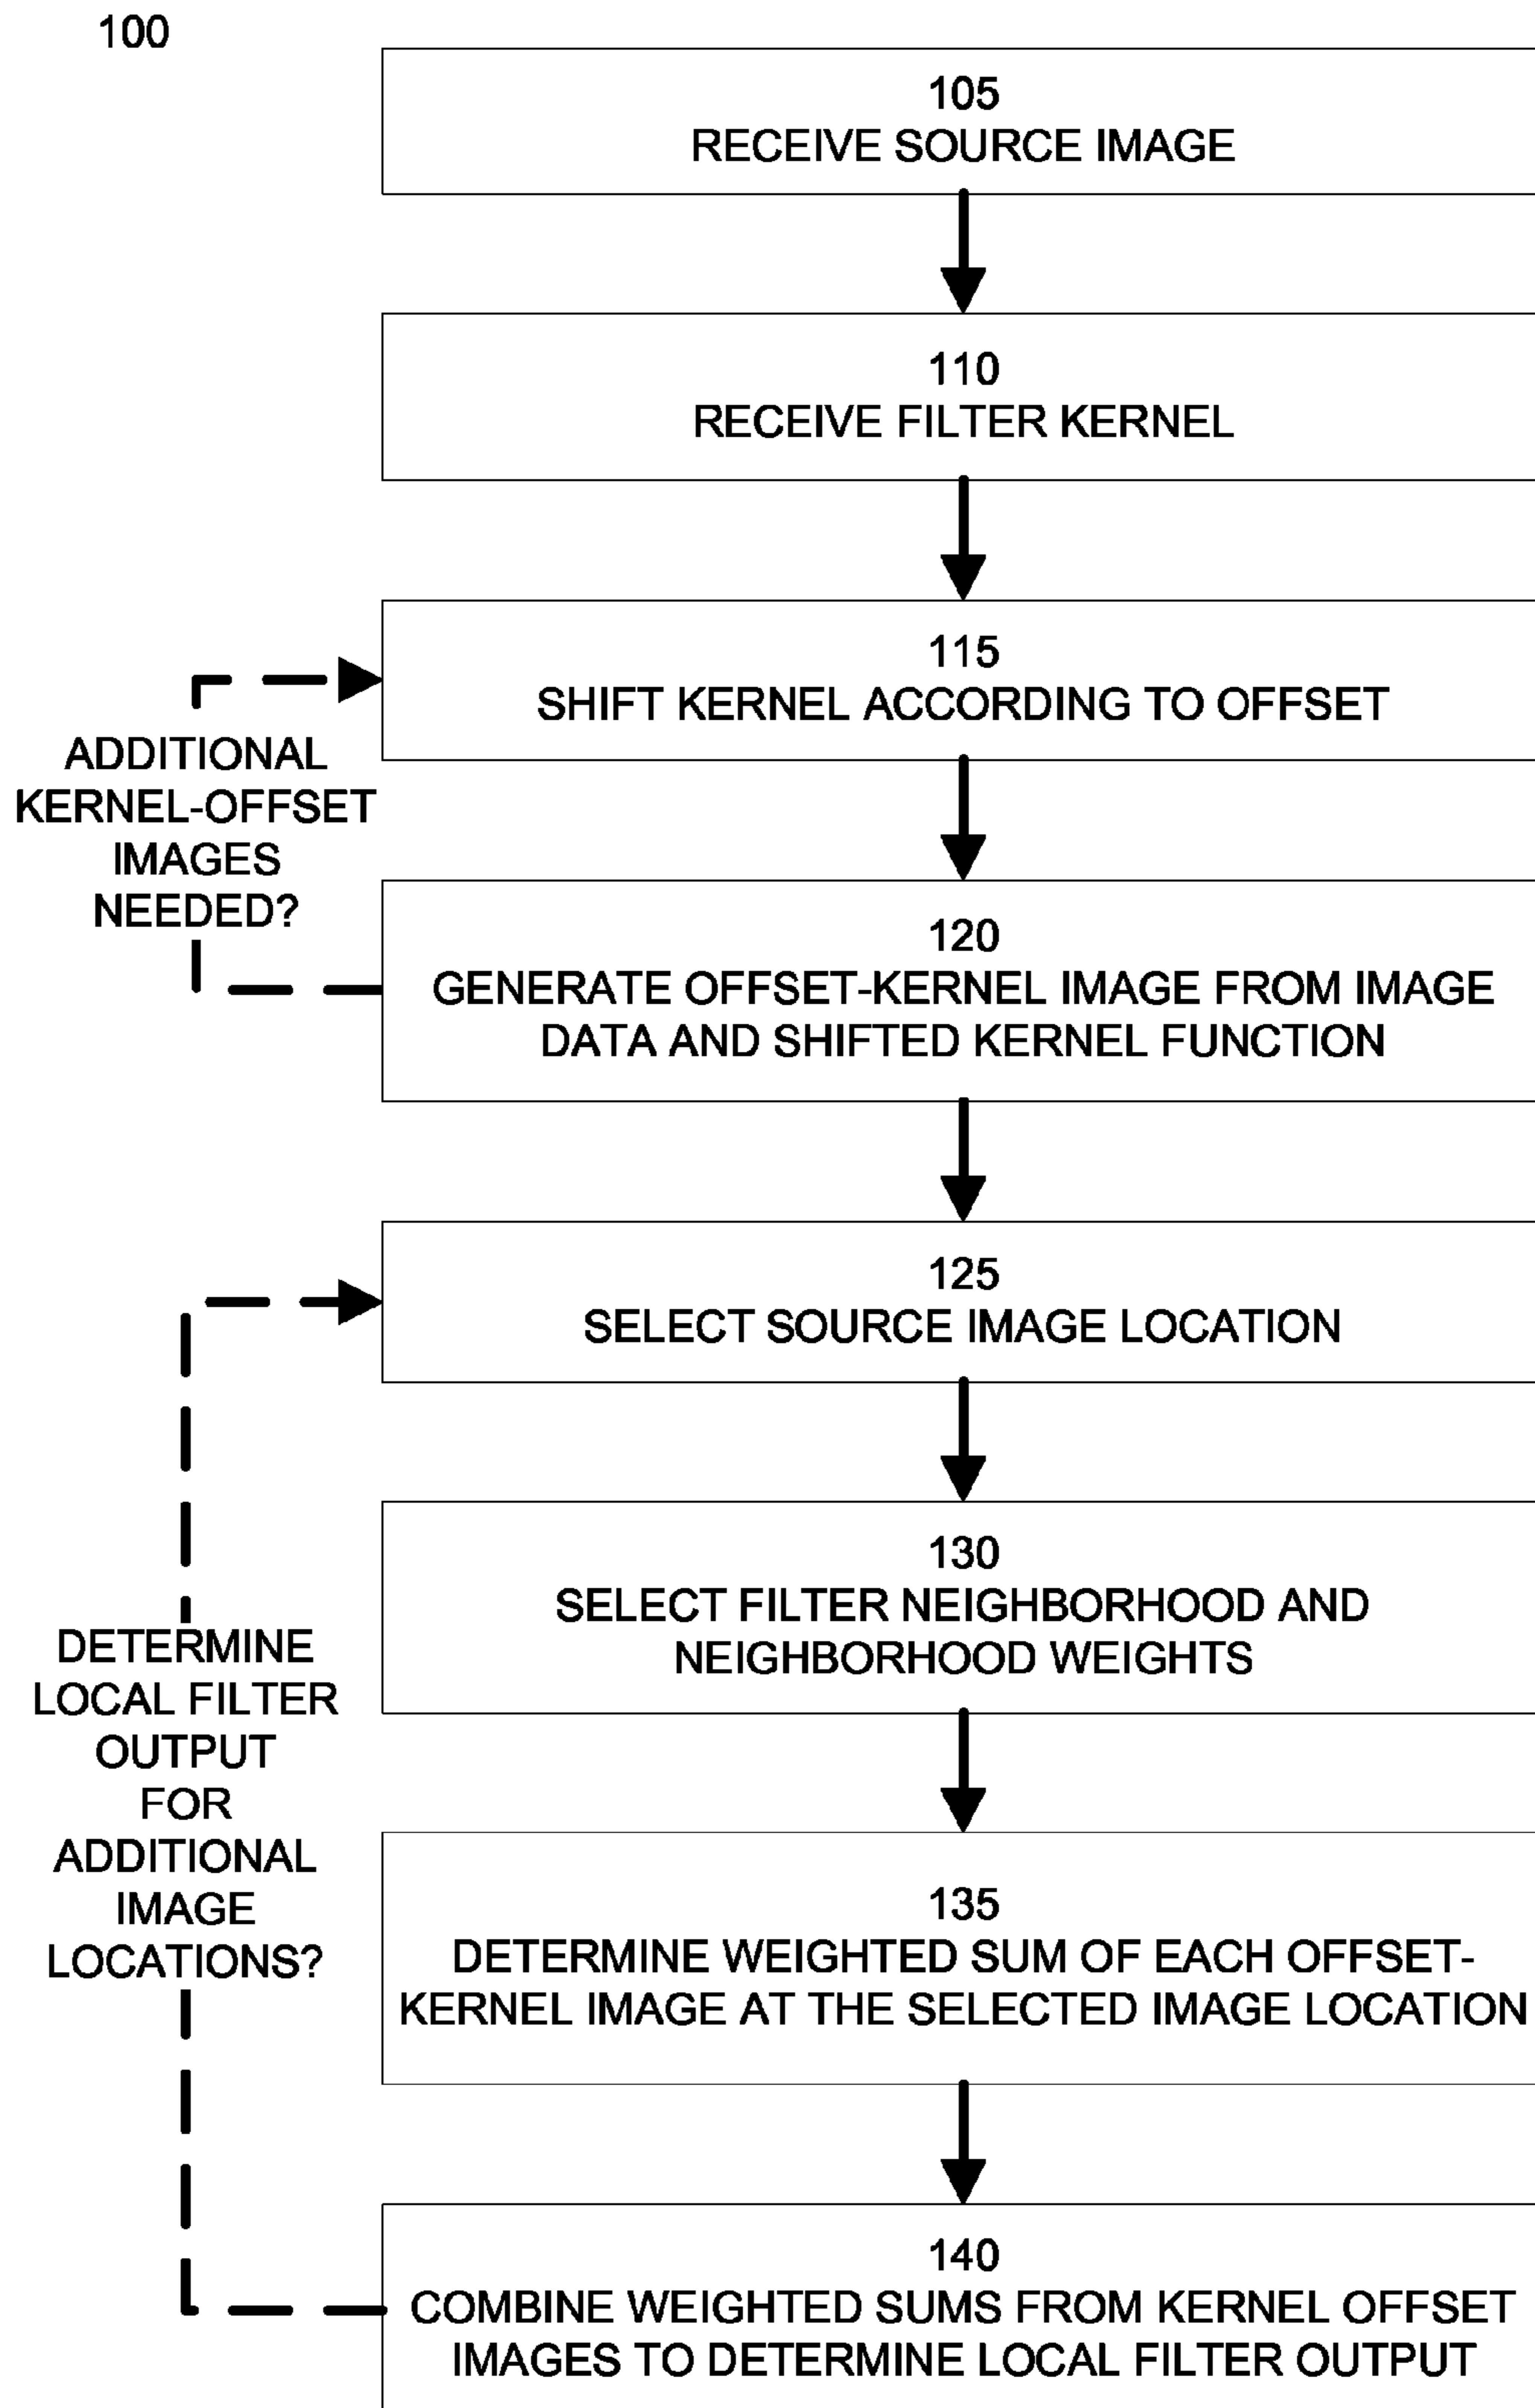 100
105
RECEIVE SOURCE IMAGE
110
RECEIVE FILTER KERNEL
115
SHIFT KERNEL ACCORDING TO OFFSET
ADDITIONAL
KERNEL-OFFSET
IMAGES
NEEDED?
120
GENERATE OFFSET-KERNEL IMAGE FROM IMAGE
DATA AND SHIFTED KERNEL FUNCTION
125
SELECT SOURCE IMAGE LOCATION
130
SELECT FILTER NEIGHBORHOOD AND
NEIGHBORHOOD WEIGHTS
DETERMINE
LOCAL FILTER
OUTPUT
FOR
ADDITIONAL
IMAGE
LOCATIONS?
135
DETERMINE WEIGHTED SUM OF EACH OFFSET-
KERNEL IMAGE AT THE SELECTED IMAGE LOCATION
140
COMBINE WEIGHTED SUMS FROM KERNEL OFFSET
IMAGES TO DETERMINE LOCAL FILTER OUTPUT